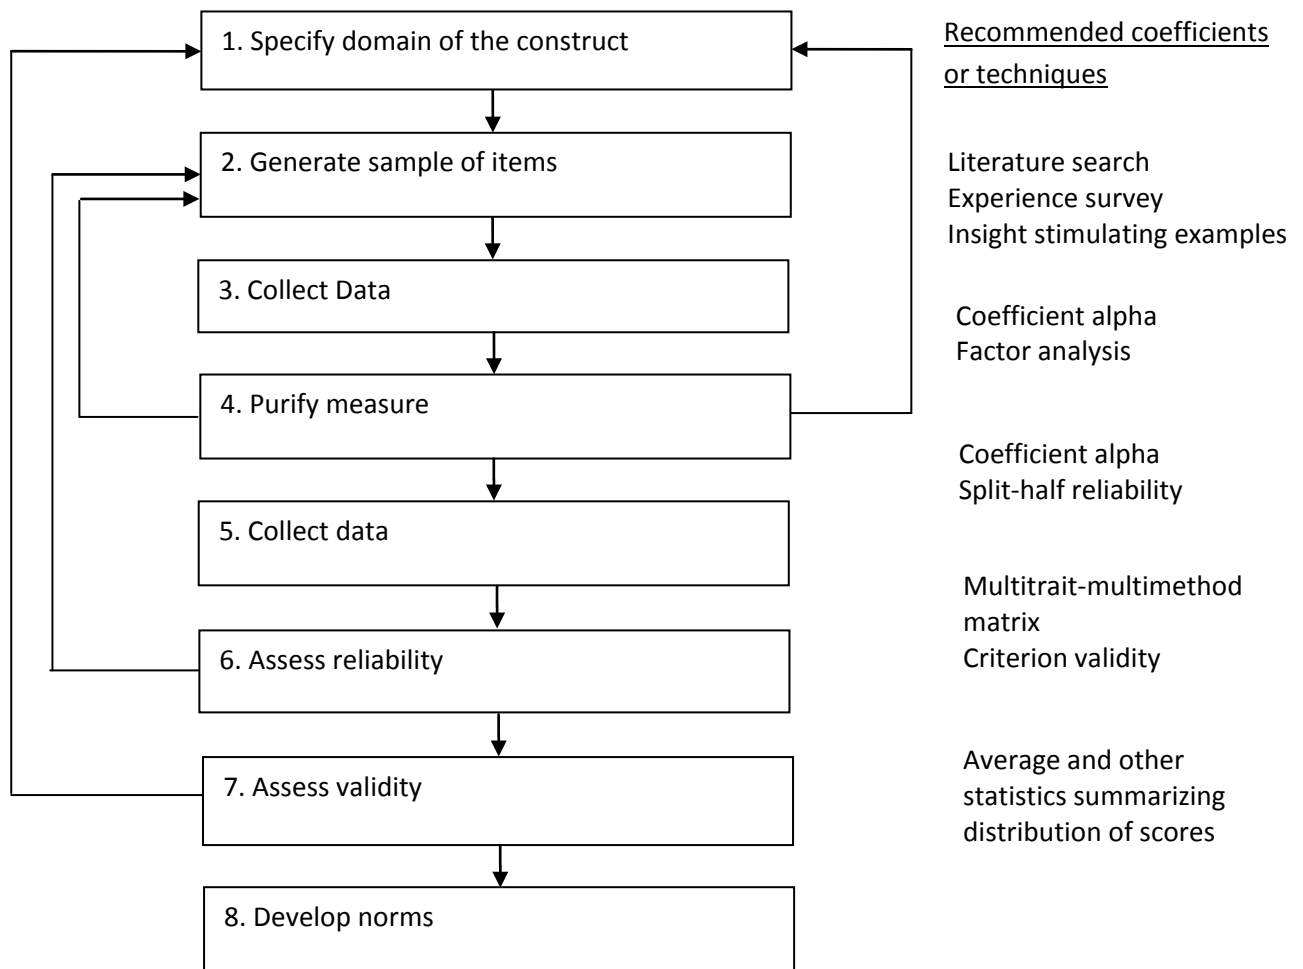 1. Specify domain of the construct
2. Generate sample of items
3. Collect Data
4. Purify measure
5. Collect data
6. Assess reliability
7. Assess validity
8. Develop norms
Recommended coefficients
or techniques
Literature search
Experience survey
Insight stimulating examples
Coefficient alpha
Factor analysis
Coefficient alpha
Split-half reliability
Multitrait-multimethod
matrix
Criterion validity
Average and other
statistics summarizing
distribution of scores